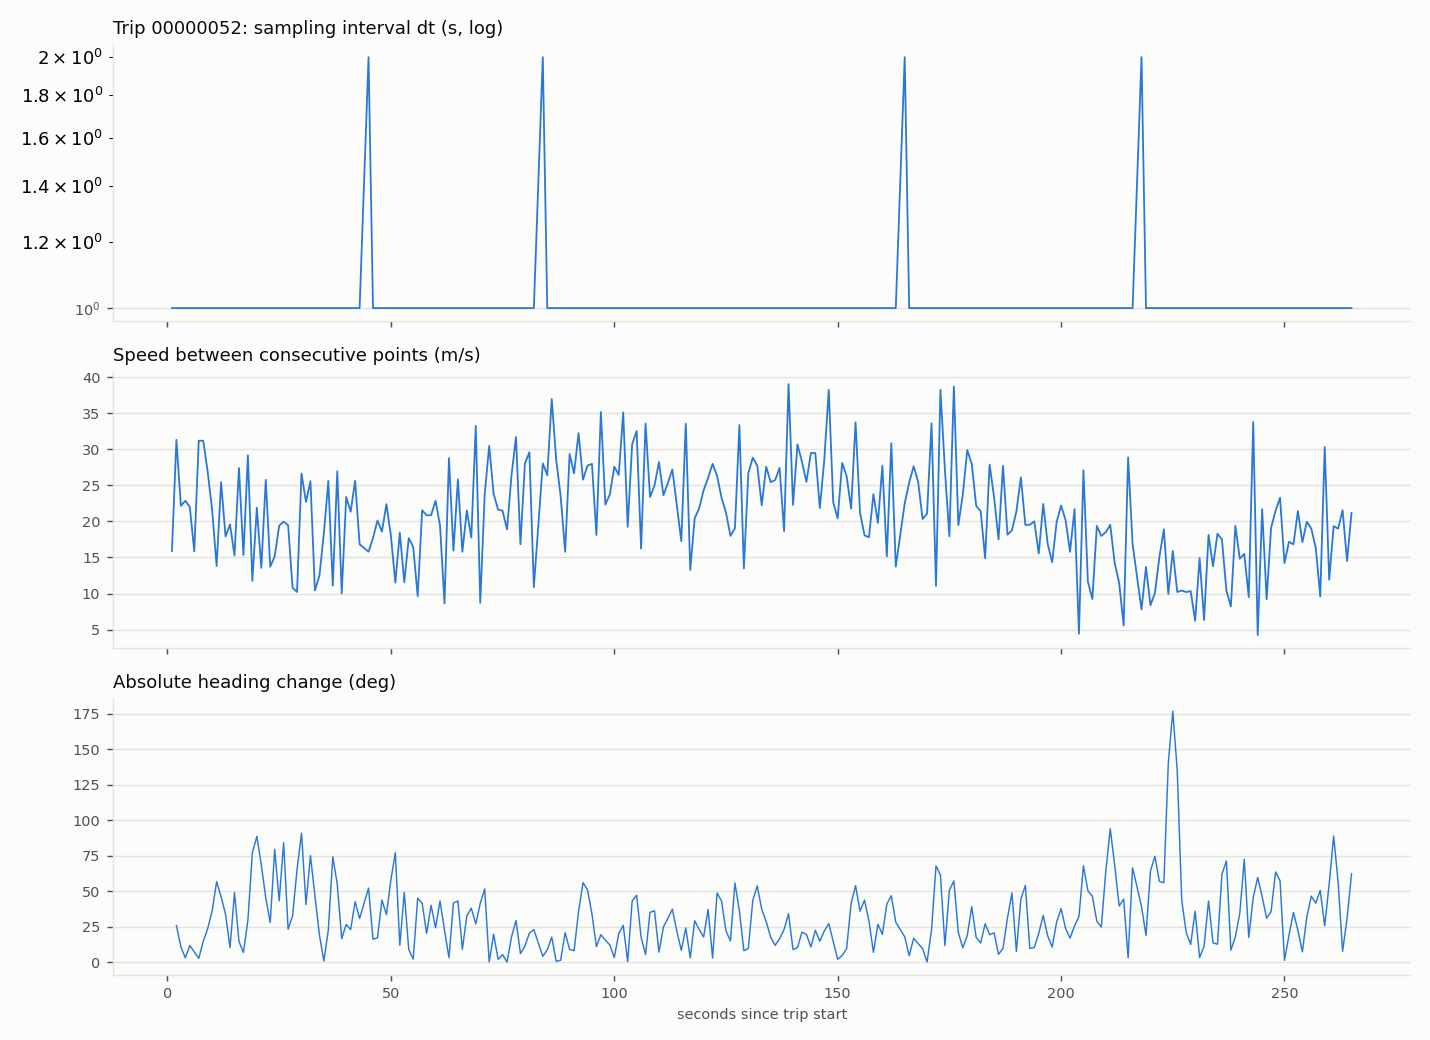 Trip 00000052: sampling interval dt (s, log)
2 × 10⁰
1.8 × 10⁰
1.6 × 10⁰
1.4 × 10⁰
1.2 × 10⁰
10⁰
Speed between consecutive points (m/s)
40
35
30
25
20
15
10
5
Absolute heading change (deg)
175
150
125
100
75
50
25
0
0 50 100 150 200 250
seconds since trip start